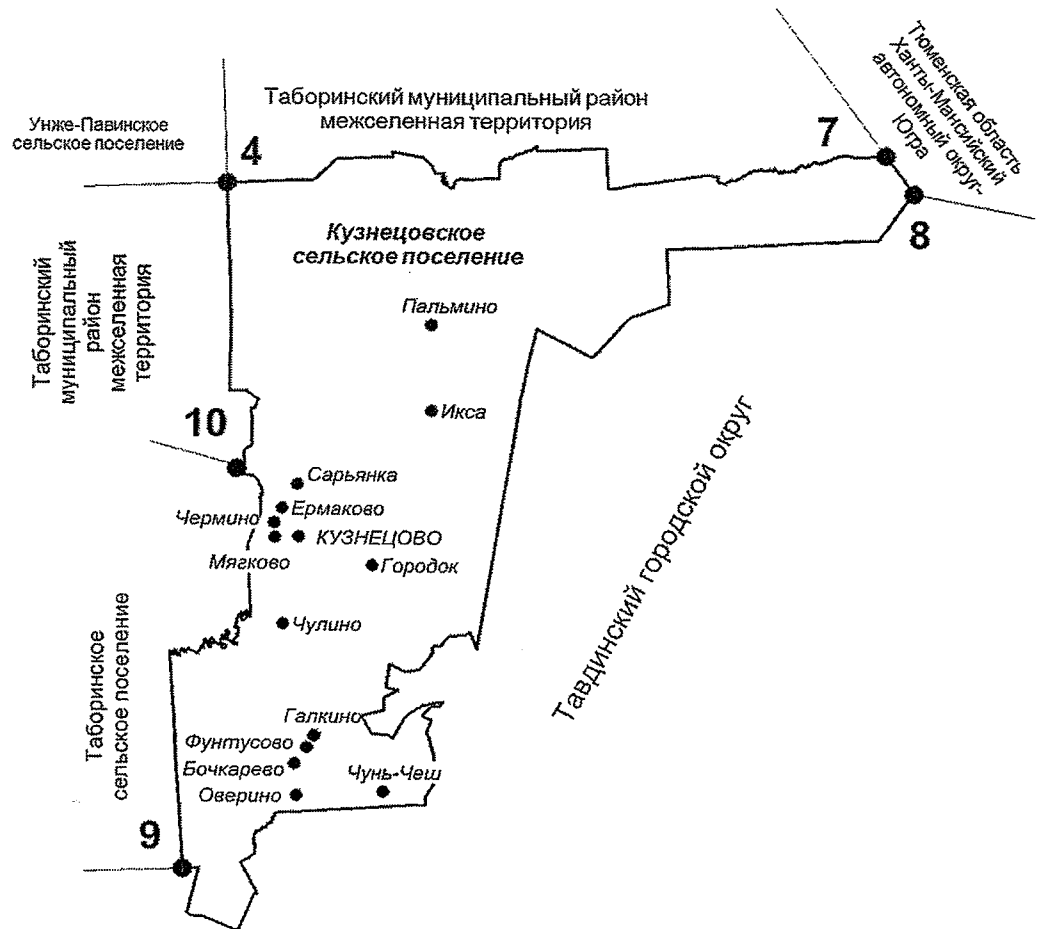 Таборинский муниципальный район
межселенная территория
Унже-Павинское
сельское поселение
4
7
Тюменская область
Ханты-Мансийский
автономный округ-
Югра
8
Кузнецовское
сельское поселение
Таборинский
муниципальный
район
межселенная
территория
Пальмино
Икса
10
Сарьянка
Ермаково
Чермино
КУЗНЕЦОВО
Мягково
Городок
Чулино
Тавдинский городской округ
Таборинское
сельское поселение
Галкино
Фунтусово
Бочкарево
Чунь-Чеш
Оверино
9